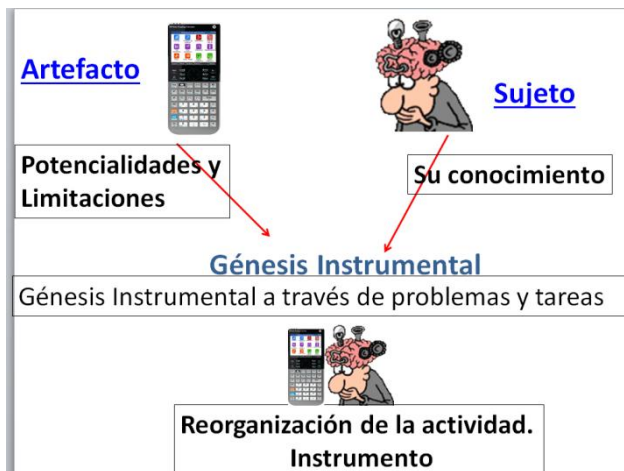 Artefacto
Sujeto
Potencialidades y
Limitaciones
Su conocimiento
Génesis Instrumental
Génesis Instrumental a través de problemas y tareas
Reorganización de la actividad.
Instrumento